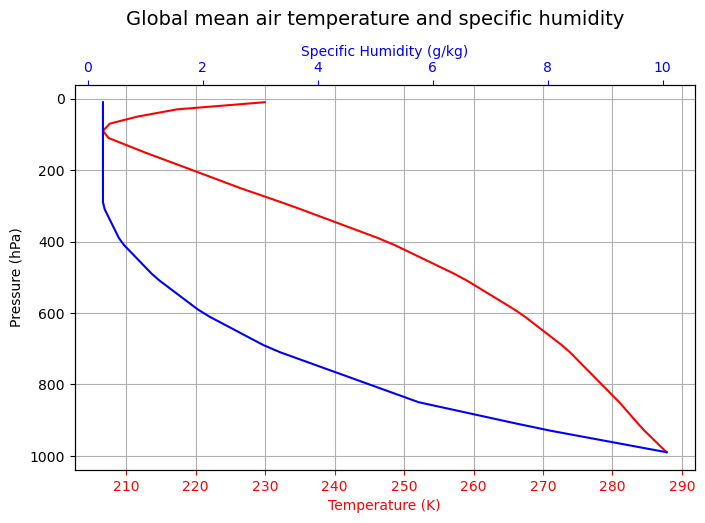 Global mean air temperature and specific humidity
Specific Humidity (g/kg)
0 2 4 6 8 10
0
200
400
600
800
1000
Pressure (hPa)
210 220 230 240 250 260 270 280 290
Temperature (K)